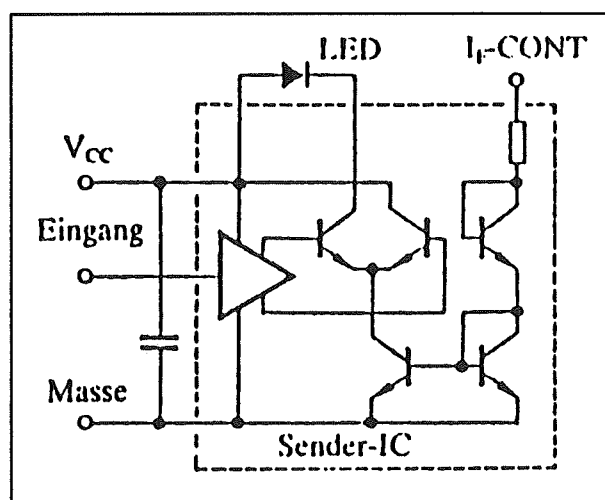 LED
I_F-CONT
V_CC
Eingang
Masse
Sender-IC